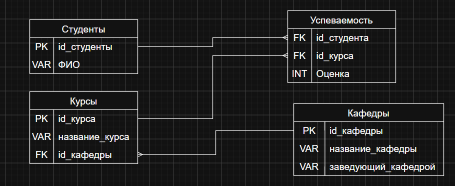 Студенты
PK id_студенты
VAR ФИО
Успеваемость
FK id_студента
FK id_курса
INT Оценка
Курсы
PK id_курса
VAR название_курса
FK id_кафедры
Кафедры
PK id_кафедры
VAR название_кафедры
VAR заведующий_кафедрой